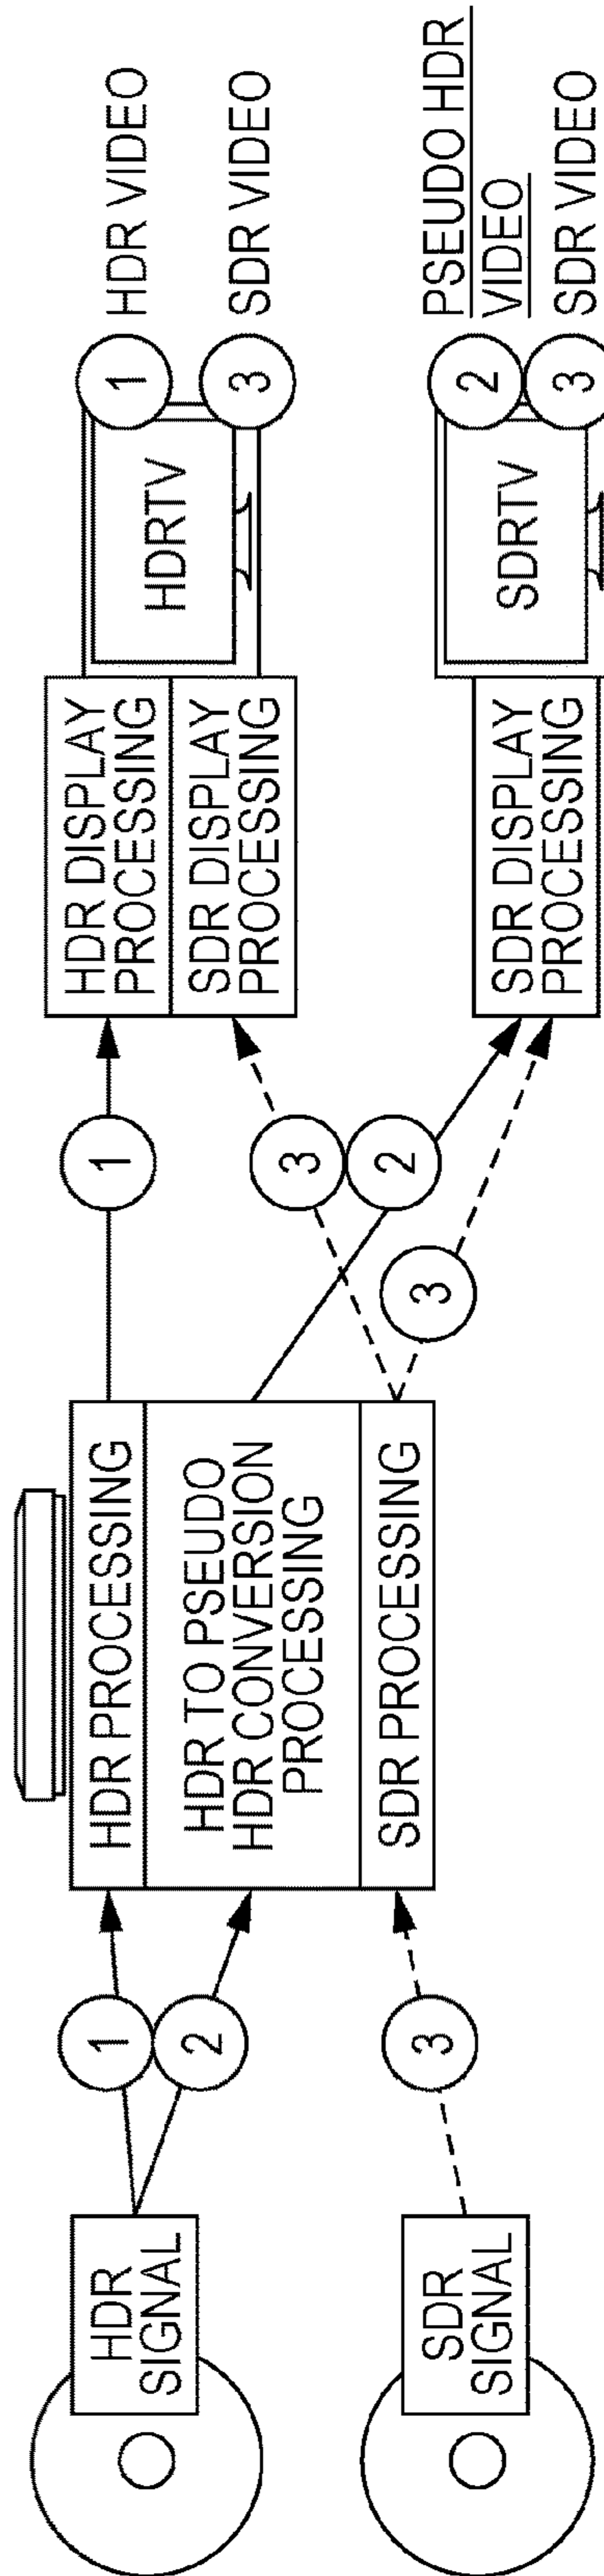 HDR
SIGNAL
SDR
SIGNAL
1
2
3
HDR PROCESSING
HDR TO PSEUDO
HDR CONVERSION
PROCESSING
SDR PROCESSING
1
3
2
3
HDR DISPLAY
PROCESSING
SDR DISPLAY
PROCESSING
SDR DISPLAY
PROCESSING
HDRTV
1
HDR VIDEO
3
SDR VIDEO
SDRTV
2
PSEUDO HDR
VIDEO
3
SDR VIDEO